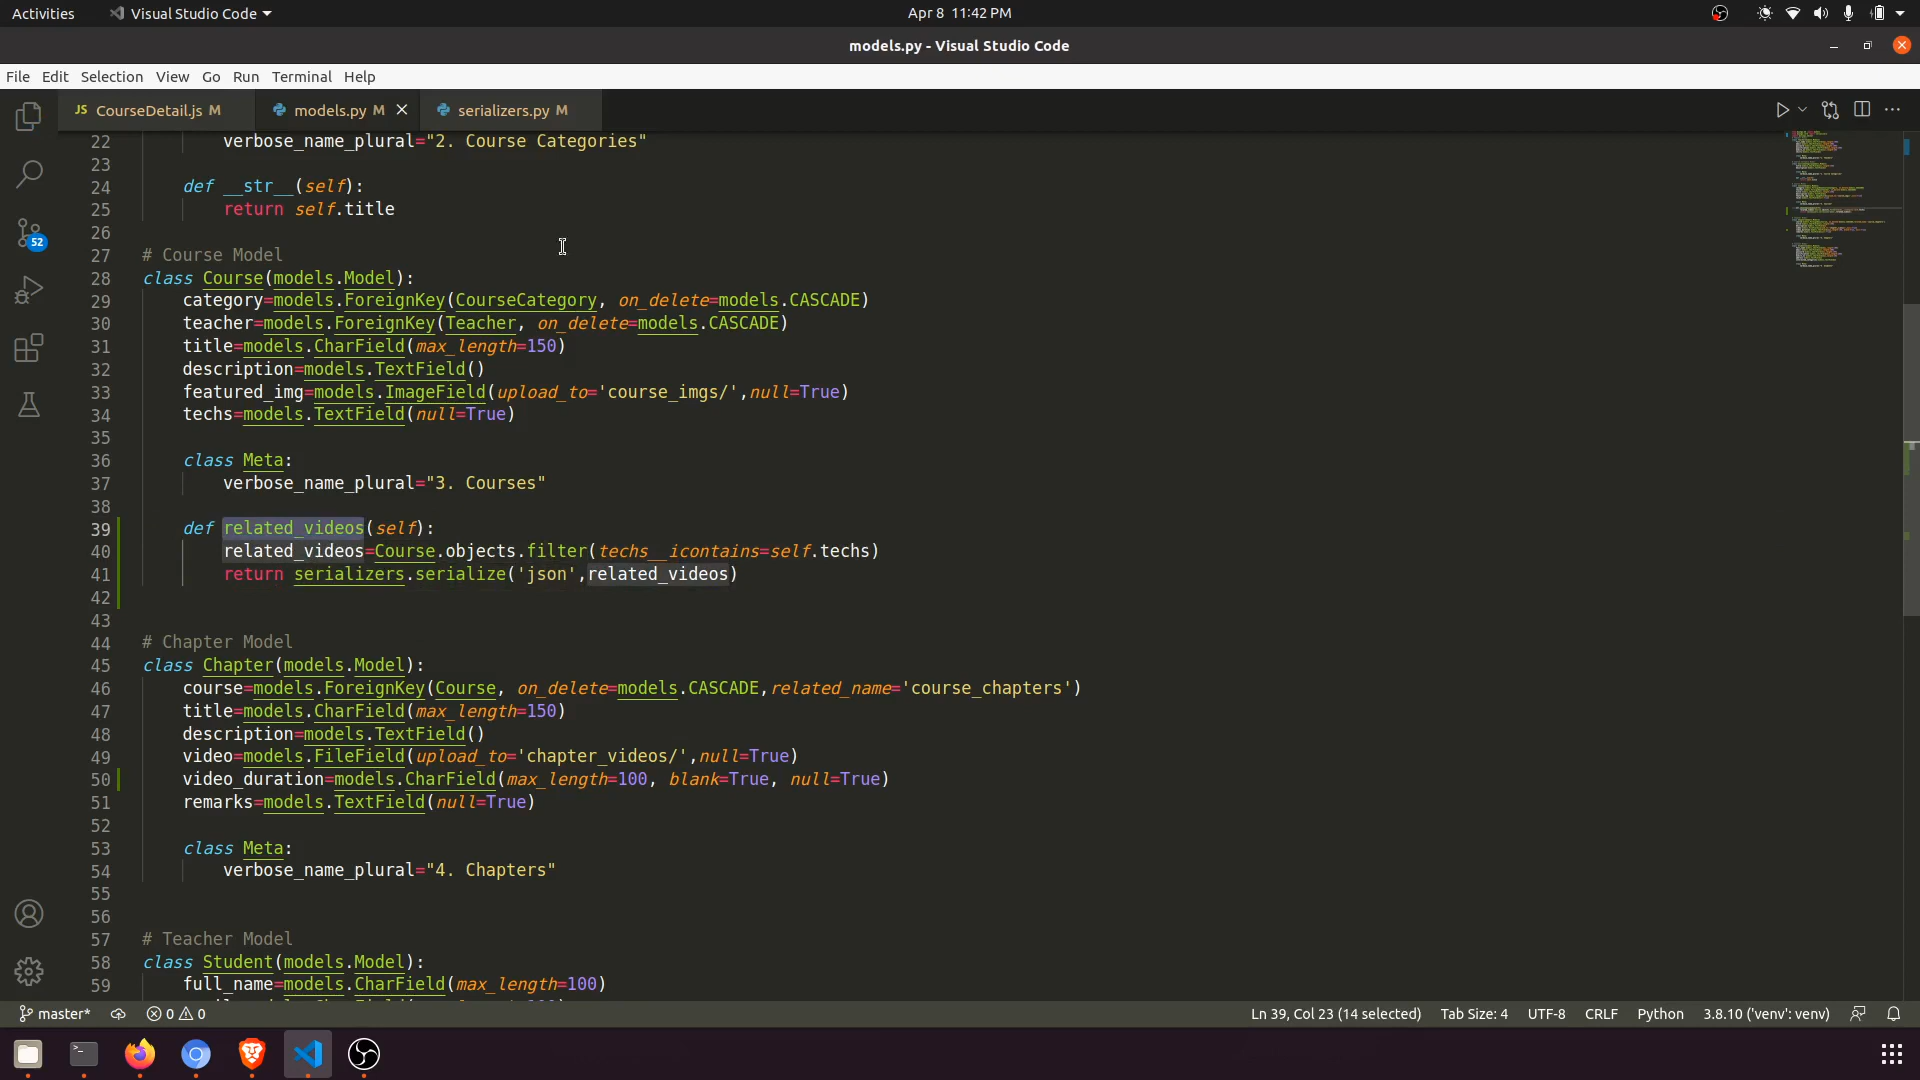 Activities
Visual Studio Code
Apr 8 11:42 PM
models.py - Visual Studio Code
File Edit Selection View Go Run Terminal Help
JS CourseDetail.js M
models.py M
serializers.py M
22 verbose_name_plural="2. Course Categories"
23
24 def __str__(self):
25 return self.title
26
27 # Course Model
28 class Course(models.Model):
29 category=models.ForeignKey(CourseCategory, on_delete=models.CASCADE)
30 teacher=models.ForeignKey(Teacher, on_delete=models.CASCADE)
31 title=models.CharField(max_length=150)
32 description=models.TextField()
33 featured_img=models.ImageField(upload_to='course_imgs/',null=True)
34 techs=models.TextField(null=True)
35
36 class Meta:
37 verbose_name_plural="3. Courses"
38
39 def related_videos(self):
40 related_videos=Course.objects.filter(techs__icontains=self.techs)
41 return serializers.serialize('json',related_videos)
42
43
44 # Chapter Model
45 class Chapter(models.Model):
46 course=models.ForeignKey(Course, on_delete=models.CASCADE,related_name='course_chapters')
47 title=models.CharField(max_length=150)
48 description=models.TextField()
49 video=models.FileField(upload_to='chapter_videos/',null=True)
50 video_duration=models.CharField(max_length=100, blank=True, null=True)
51 remarks=models.TextField(null=True)
52
53 class Meta:
54 verbose_name_plural="4. Chapters"
55
56
57 # Teacher Model
58 class Student(models.Model):
59 full_name=models.CharField(max_length=100)
52
master* 0 0 Ln 39, Col 23 (14 selected) Tab Size: 4 UTF-8 CRLF Python 3.8.10 ('venv': venv)